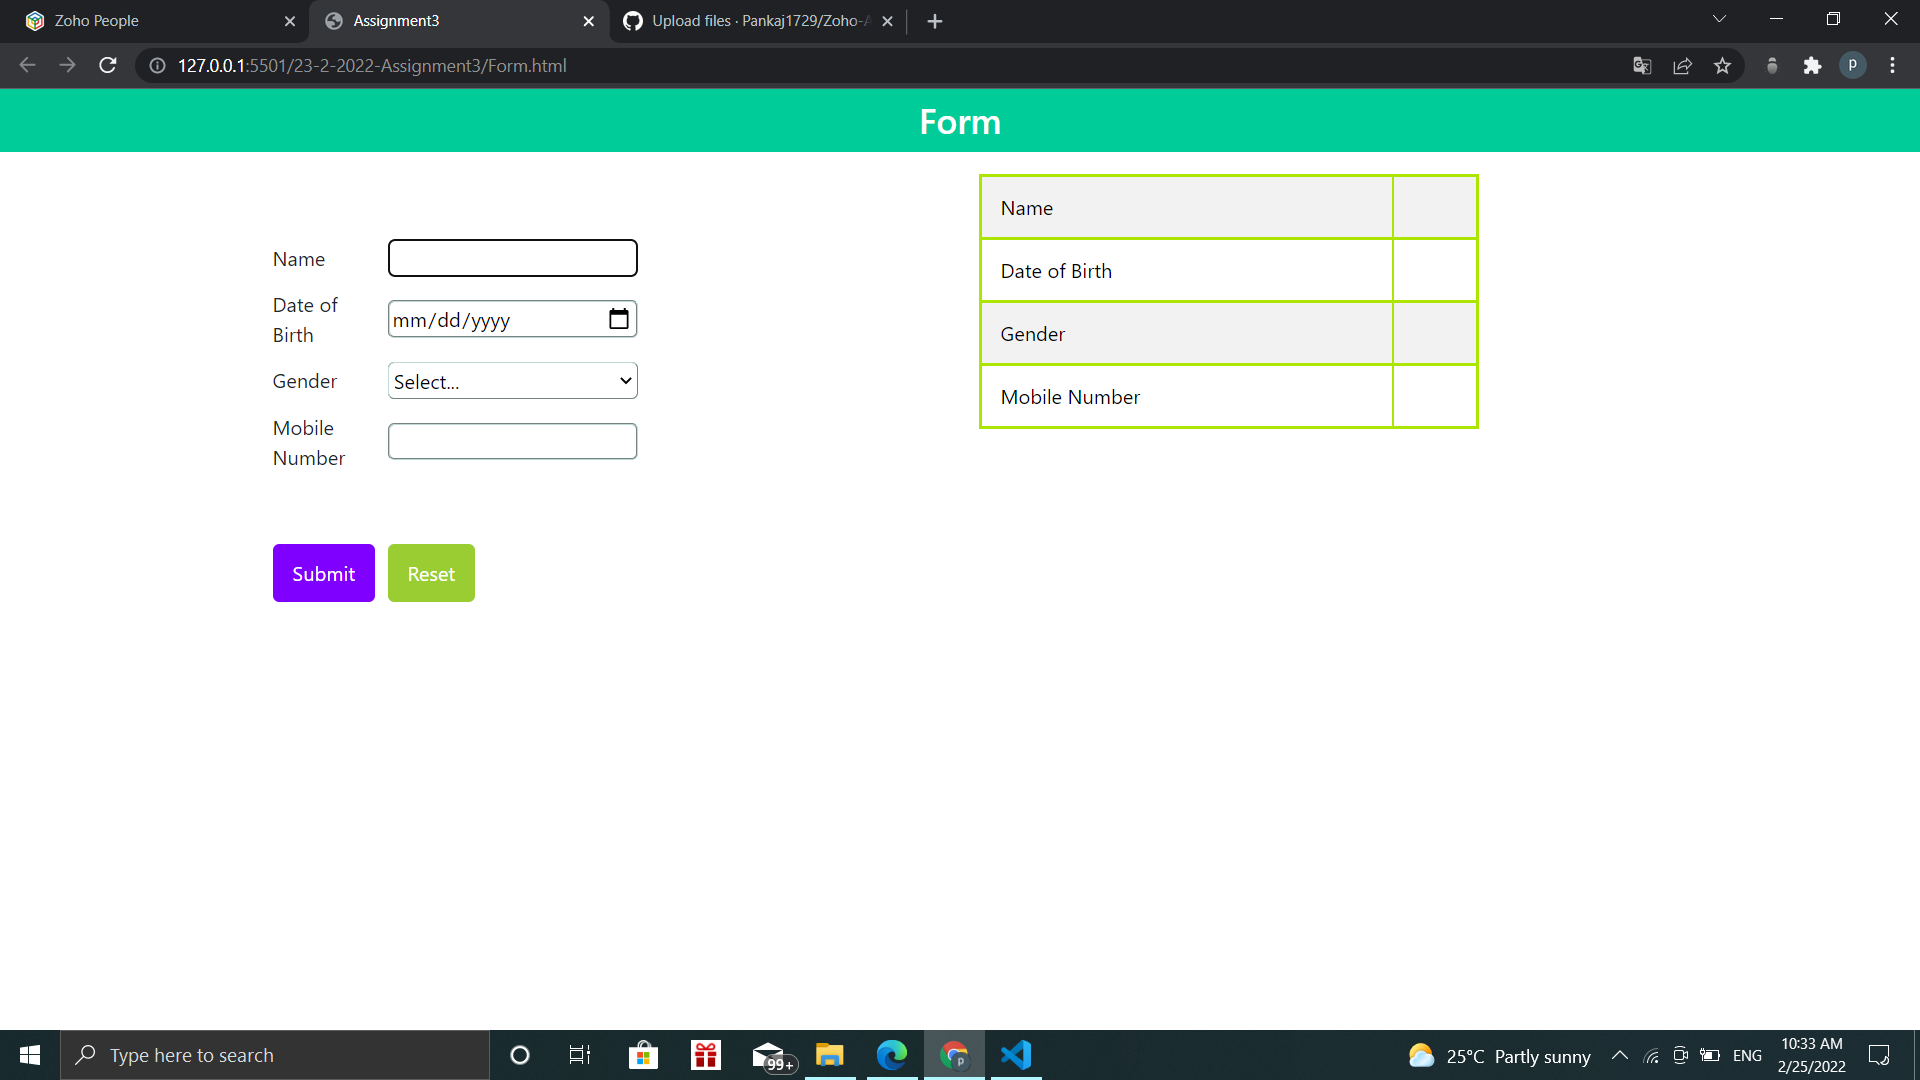 Zoho People
Assignment3
Upload files · Pankaj1729/Zoho-A
127.0.0.1:5501/23-2-2022-Assignment3/Form.html
p
Form
Name
Date of
Birth
mm/dd/yyyy
Gender
Select...
Mobile
Number
Submit
Reset
Name
Date of Birth
Gender
Mobile Number
Type here to search
99+
p
25°C Partly sunny
ENG
10:33 AM
2/25/2022